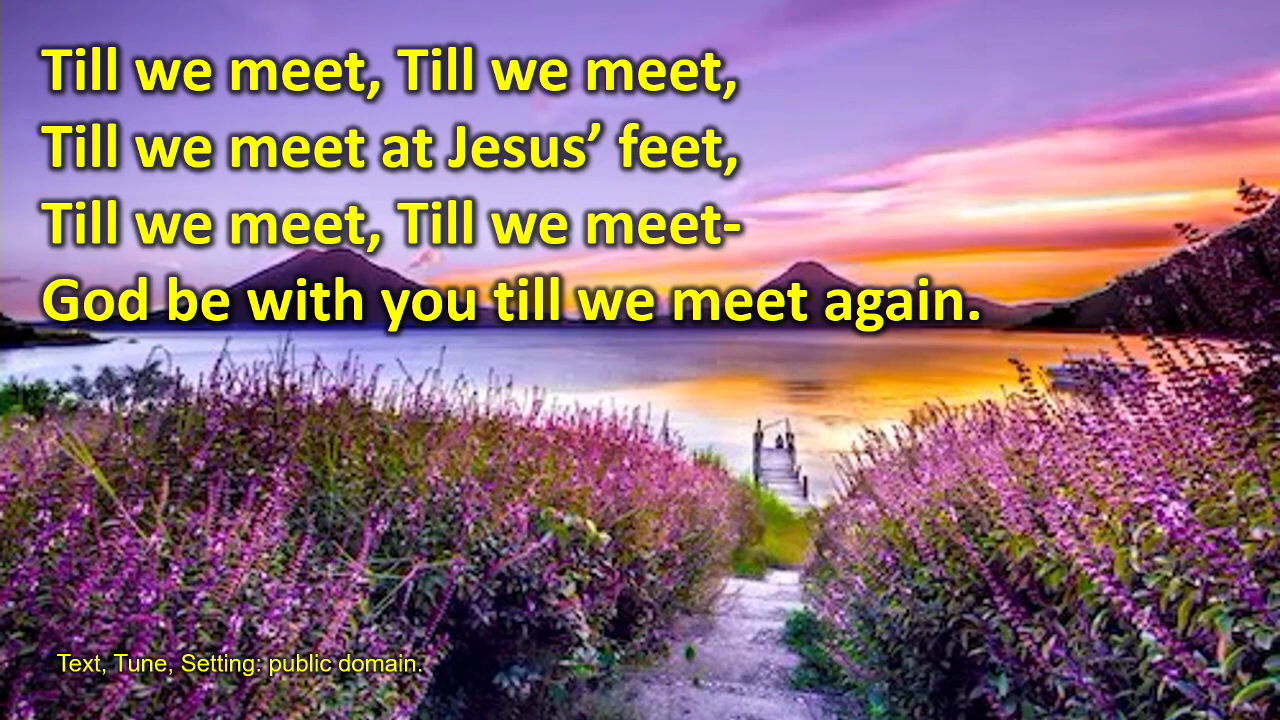 Till we meet, Till we meet,
Till we meet at Jesus’ feet,
Till we meet, Till we meet-
God be with you till we meet again.
Text, Tune, Setting: public domain.